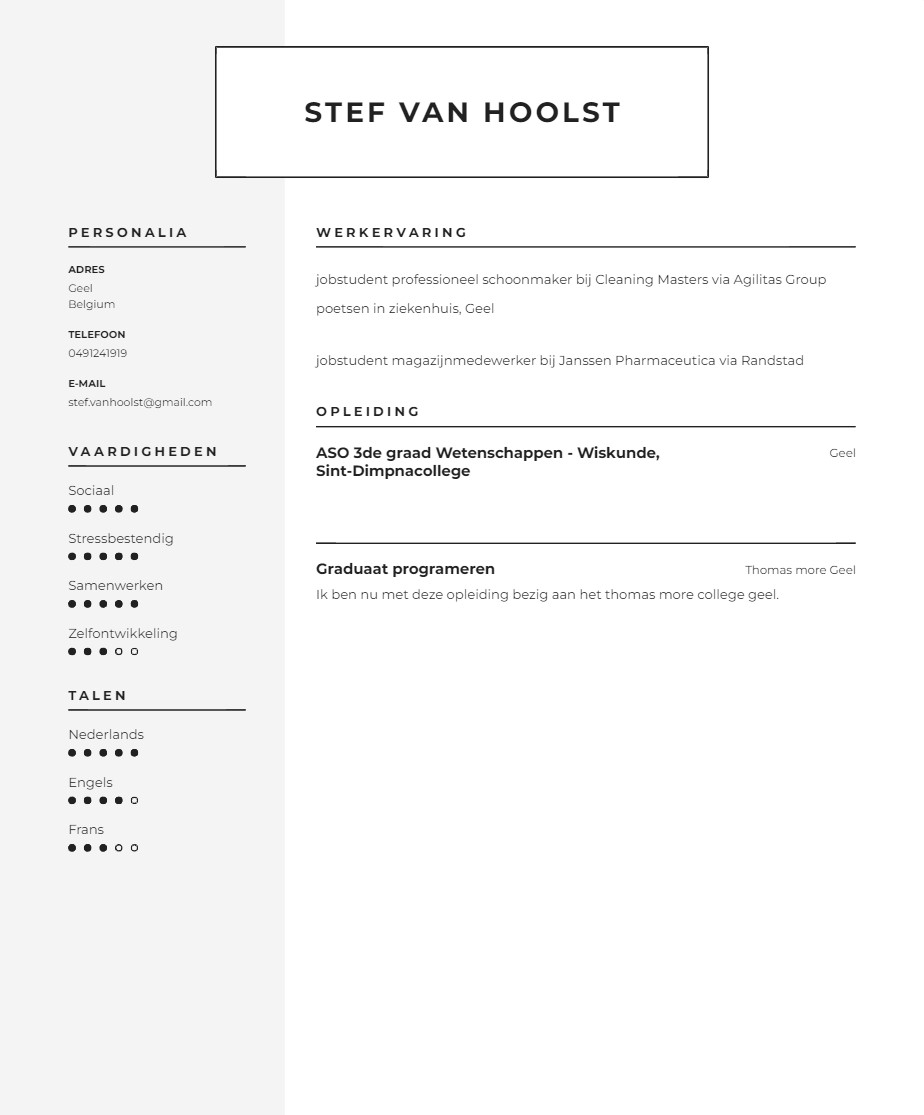 STEF VAN HOOLST
PERSONALIA
ADRES
Geel
Belgium
TELEFOON
0491241919
E-MAIL
stef.vanhoolst@gmail.com
VAARDIGHEDEN
Sociaal
Stressbestendig
Samenwerken
Zelfontwikkeling
TALEN
Nederlands
Engels
Frans
WERKERVARING
jobstudent professioneel schoonmaker bij Cleaning Masters via Agilitas Group
poetsen in ziekenhuis, Geel
jobstudent magazijnmedewerker bij Janssen Pharmaceutica via Randstad
OPLEIDING
ASO 3de graad Wetenschappen - Wiskunde, Geel
Sint-Dimpnacollege
Graduaat programeren Thomas more Geel
Ik ben nu met deze opleiding bezig aan het thomas more college geel.